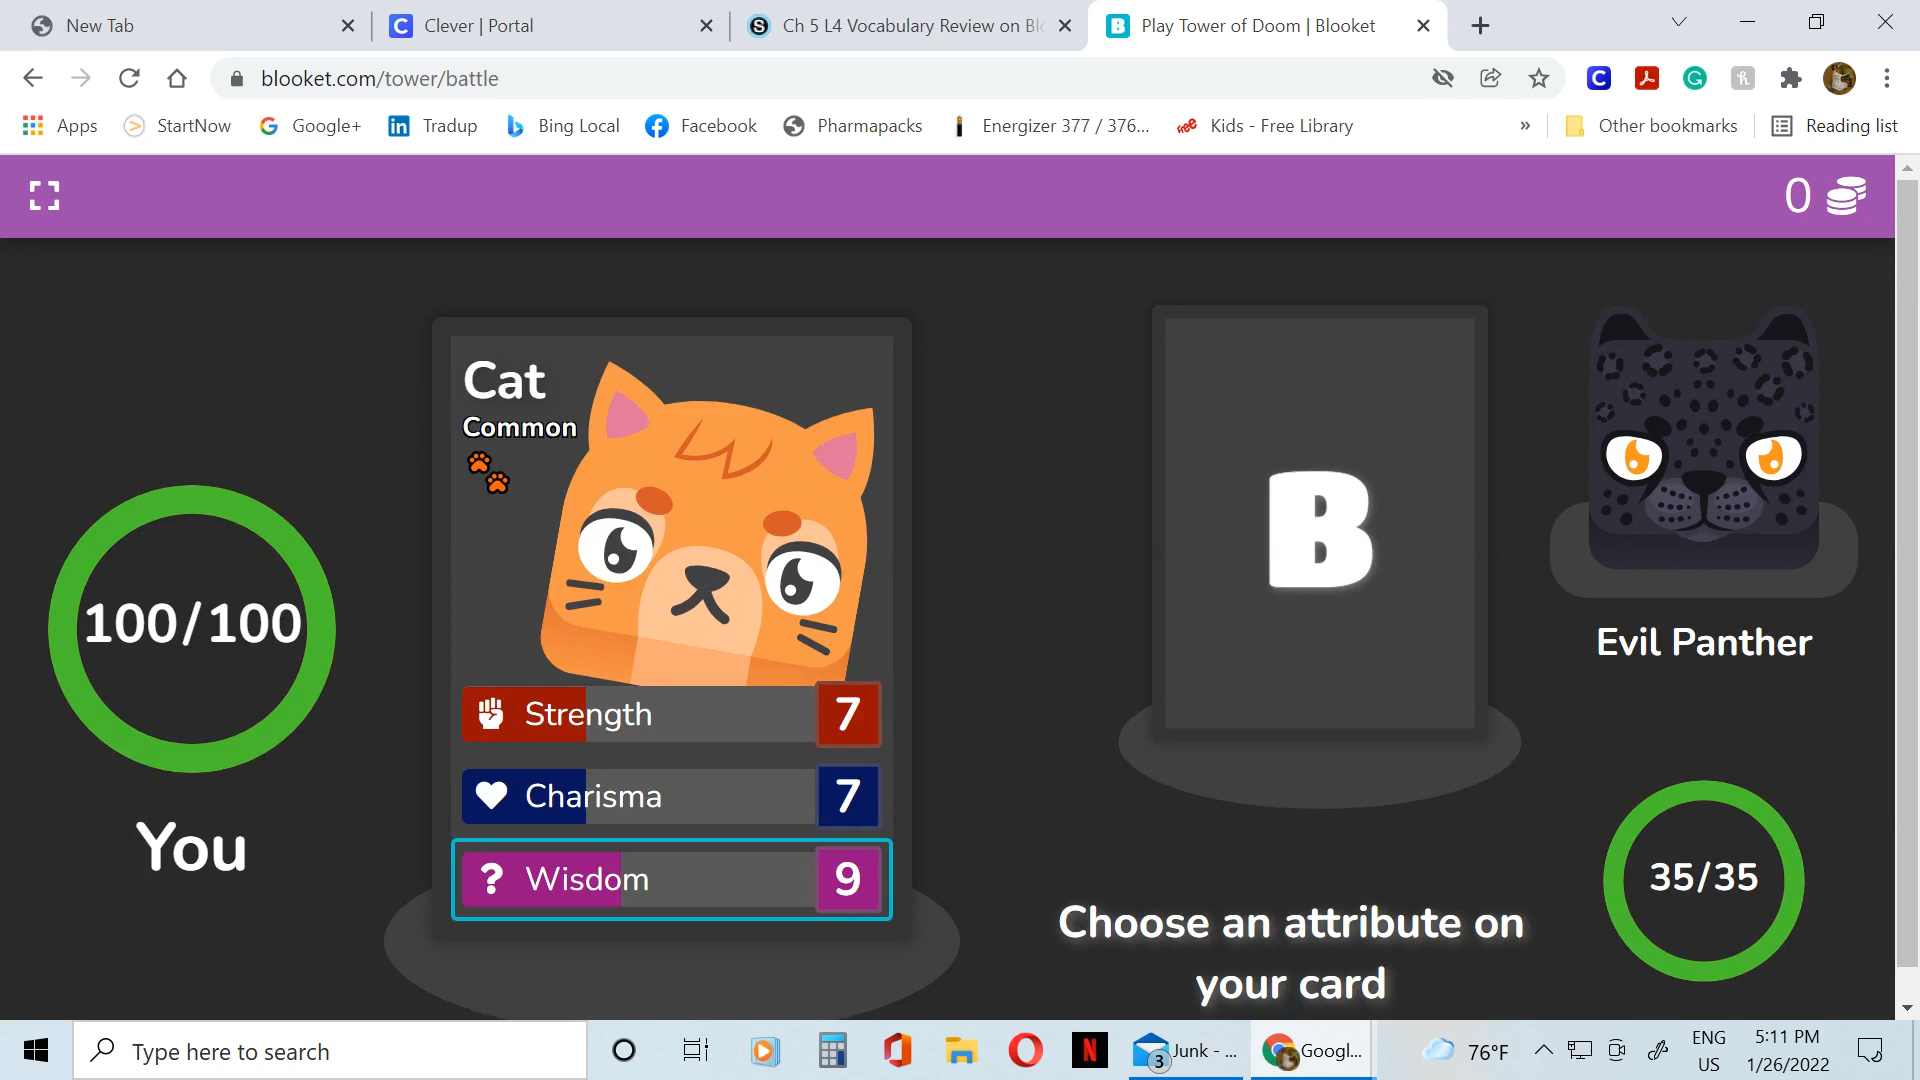 New Tab
Clever | Portal
Ch 5 L4 Vocabulary Review on Blo
Play Tower of Doom | Blooket
blooket.com/tower/battle
Apps
StartNow
Google+
Tradup
Bing Local
Facebook
Pharmapacks
Energizer 377 / 376...
Kids - Free Library
»
Other bookmarks
Reading list
0
Cat
Common
100/100
You
Strength
7
Charisma
7
? Wisdom
9
B
Evil Panther
35/35
Choose an attribute on
your card
Type here to search
3
Junk - ...
Googl...
76°F
ENG
US
5:11 PM
1/26/2022